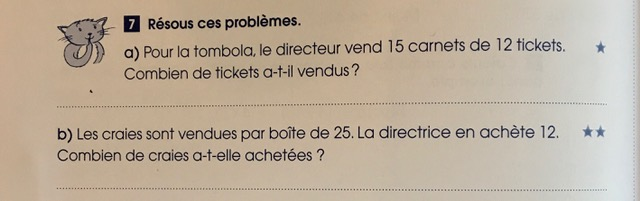 7 Résous ces problèmes.
a) Pour la tombola, le directeur vend 15 carnets de 12 tickets. ★
Combien de tickets a-t-il vendus ?
b) Les craies sont vendues par boîte de 25. La directrice en achète 12. ★★
Combien de craies a-t-elle achetées ?